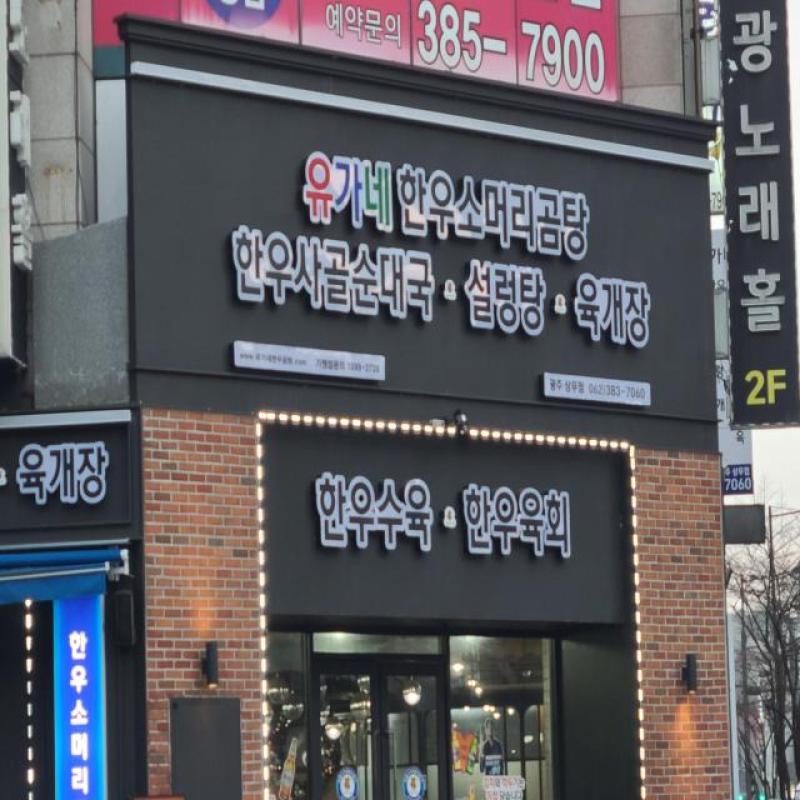 예약문의 385-7900
광노래홀
2F
유가네 한우소머리곰탕
한우사골순대국 · 설렁탕 · 육개장
광주 상무점 062)383-7060
육개장
한우수육 · 한우육회
한우소머리
7060